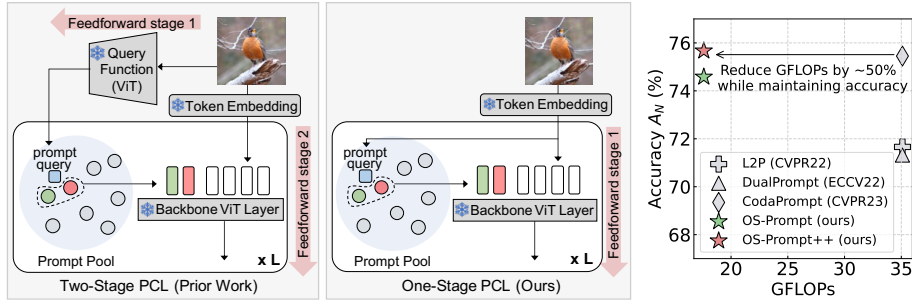 Feedforward stage 1
Query
Function
(ViT)
Token Embedding
prompt
query
Backbone ViT Layer
Prompt Pool
x L
Feedforward stage 2
Two-Stage PCL (Prior Work)
Token Embedding
prompt
query
Backbone ViT Layer
Prompt Pool
x L
Feedforward stage 1
One-Stage PCL (Ours)
Accuracy A_N (%)
76
74
72
70
68
Reduce GFLOPs by ~50%
while maintaining accuracy
L2P (CVPR22)
DualPrompt (ECCV22)
CodaPrompt (CVPR23)
OS-Prompt (ours)
OS-Prompt++ (ours)
20
25
30
35
GFLOPs